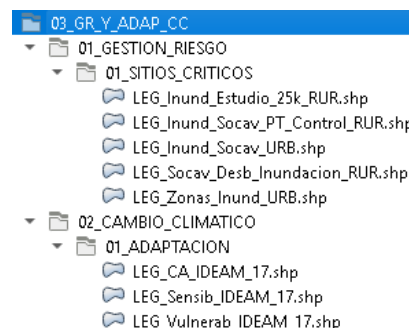 03_GR_Y_ADAP_CC
01_GESTION_RIESGO
01_SITIOS_CRITICOS
LEG_Inund_Estudio_25k_RUR.shp
LEG_Inund_Socav_PT_Control_RUR.shp
LEG_Inund_Socav_URB.shp
LEG_Socav_Desb_Inundacion_RUR.shp
LEG_Zonas_Inund_URB.shp
02_CAMBIO_CLIMATICO
01_ADAPTACION
LEG_CA_IDEAM_17.shp
LEG_Sensib_IDEAM_17.shp
LEG_Vulnerab_IDEAM_17.shp